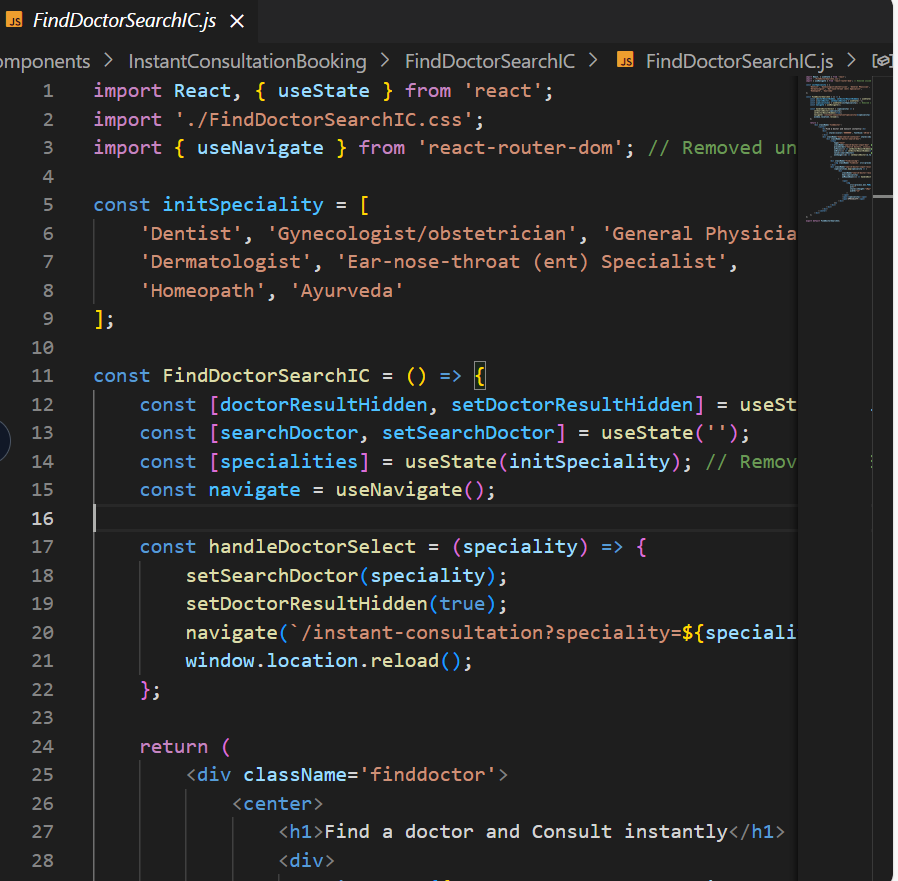 JS FindDoctorSearchIC.js ×
omponents > InstantConsultationBooking > FindDoctorSearchIC > JS FindDoctorSearchIC.js >
1 import React, { useState } from 'react';
2 import './FindDoctorSearchIC.css';
3 import { useNavigate } from 'react-router-dom'; // Removed un
4
5 const initSpeciality = [
6 'Dentist', 'Gynecologist/obstetrician', 'General Physicia
7 'Dermatologist', 'Ear-nose-throat (ent) Specialist',
8 'Homeopath', 'Ayurveda'
9 ];
10
11 const FindDoctorSearchIC = () => {
12 const [doctorResultHidden, setDoctorResultHidden] = useSt
13 const [searchDoctor, setSearchDoctor] = useState('');
14 const [specialities] = useState(initSpeciality); // Remov
15 const navigate = useNavigate();
16
17 const handleDoctorSelect = (speciality) => {
18 setSearchDoctor(speciality);
19 setDoctorResultHidden(true);
20 navigate(`/instant-consultation?speciality=${speciali
21 window.location.reload();
22 };
23
24 return (
25 <div className='finddoctor'>
26 <center>
27 <h1>Find a doctor and Consult instantly</h1>
28 <div>